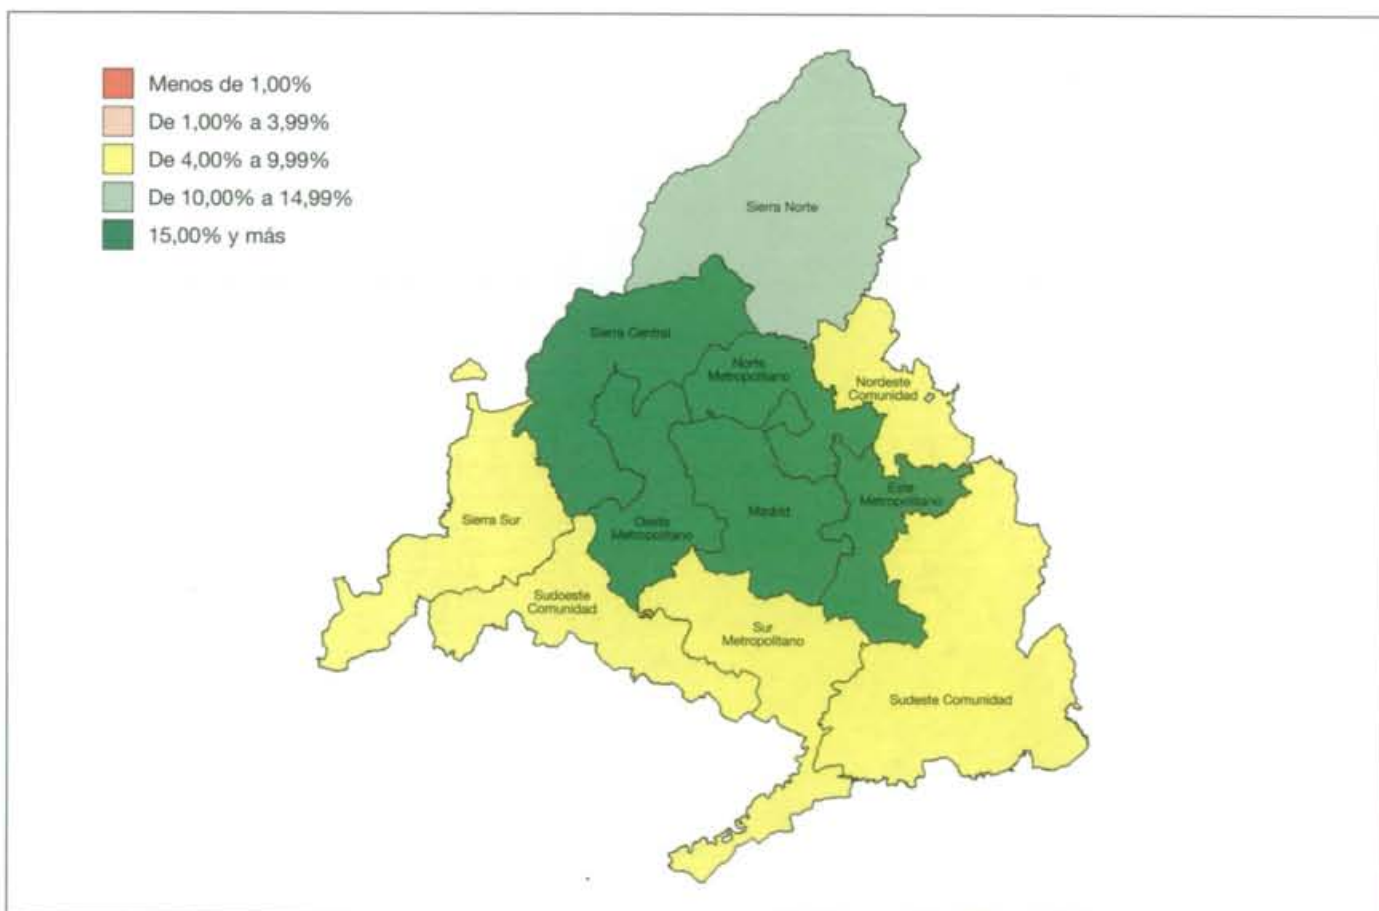 Menos de 1,00%
De 1,00% a 3,99%
De 4,00% a 9,99%
De 10,00% a 14,99%
15,00% y más
Sierra Norte
Sierra Central
Norte
Metropolitano
Nordeste
Comunidad
Este
Metropolitano
Sierra Sur
Oeste
Metropolitano
Madrid
Sudoeste
Comunidad
Sur
Metropolitano
Sudeste Comunidad